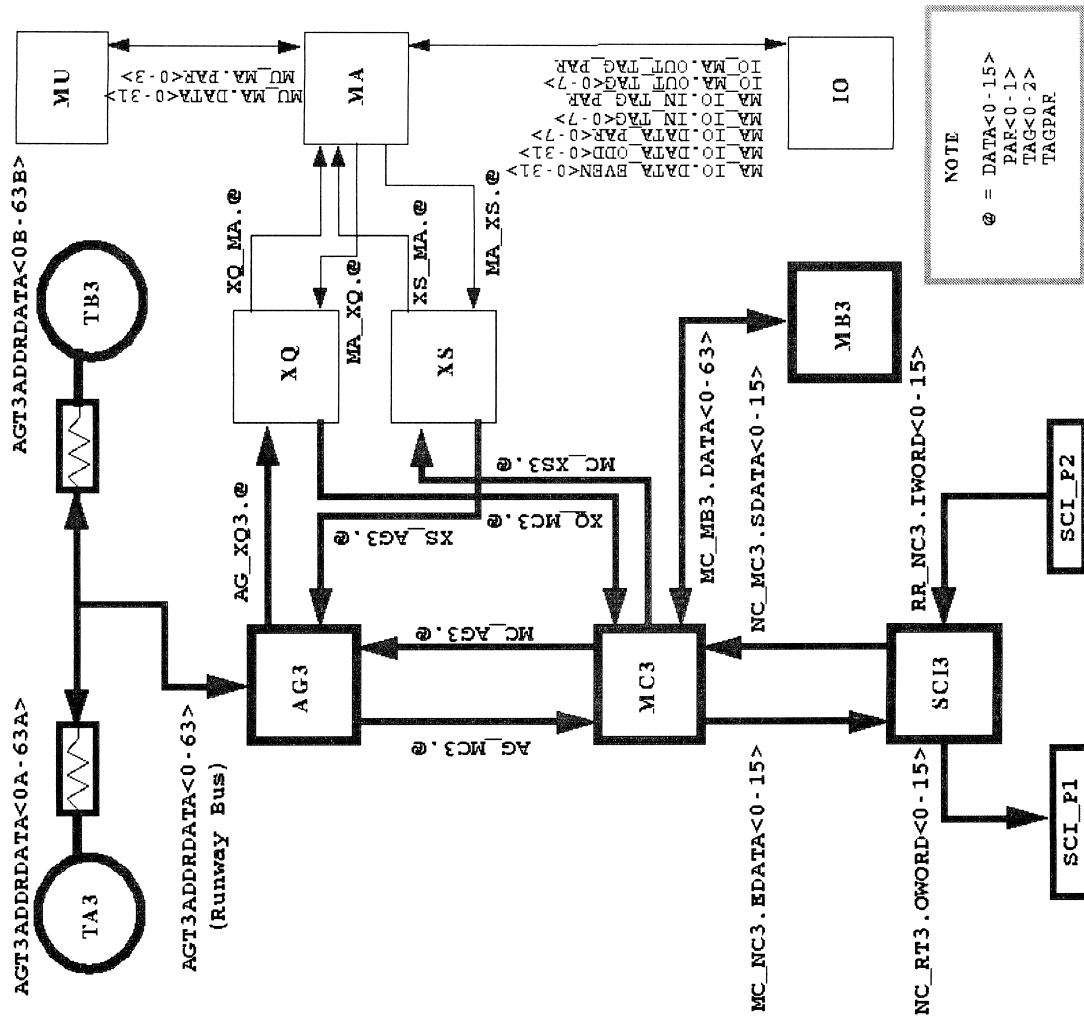 AGT3ADDRDATA<0A-63A>
AGT3ADDRDATA<0B-63B>
TA3
TB3
MU
MU_MA.DATA<0-31>
MU_MA.PAR<0-3>
AGT3ADDRDATA<0-63>
(Runway Bus)
AG_XQ3.@
XQ
XQ_MA.@
MA
MA_XQ.@
XS_MA.@
AG3
XS_AG3.@
XS
MA_XS.@
MA_IO.DATA_EVEN<0-31>
MA_IO.DATA_ODD<0-31>
MA_IO.DATA_PAR<0-7>
MA_IO.IN_TAG<0-7>
MA_IO.IN_TAG_PAR
IO_MA.OUT_TAG<0-7>
IO_MA.OUT_TAG_PAR
AG_MC3.@
MC_AG3.@
XQ_MC3.@
MC_XS3.@
MC3
MC_MB3.DATA<0-63>
MB3
IO
MC_NC3.EDATA<0-15>
NC_MC3.SDATA<0-15>
NC_RT3.OWORD<0-15>
SCI3
RR_NC3.IWORD<0-15>
SCI_P1
SCI_P2
NOTE
@ = DATA<0-15>
PAR<0-1>
TAG<0-2>
TAGPAR